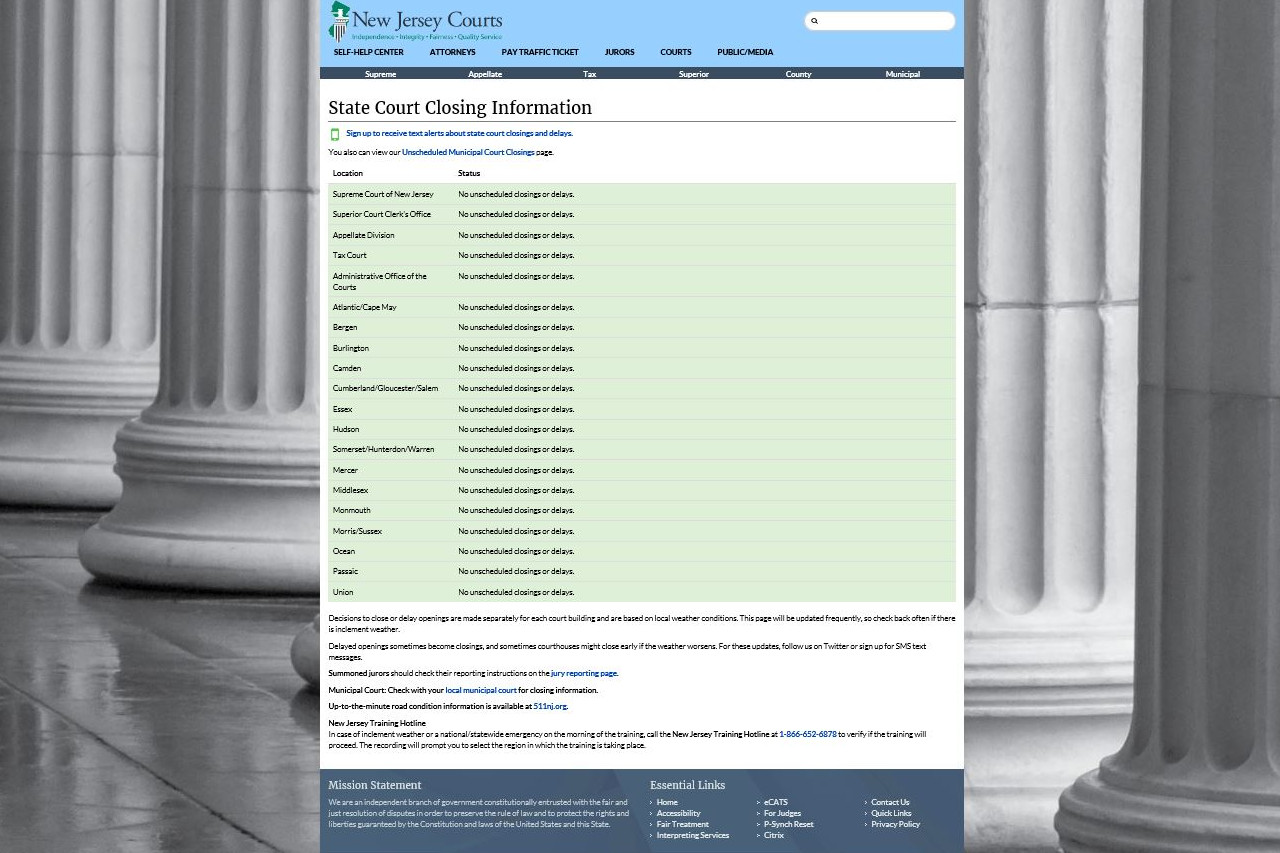 New Jersey Courts
Independence • Integrity • Fairness • Quality Service
SELF-HELP CENTER ATTORNEYS PAY TRAFFIC TICKET JURORS COURTS PUBLIC/MEDIA
Supreme Appellate Tax Superior County Municipal
State Court Closing Information
Sign up to receive text alerts about state court closings and delays.
You also can view our Unscheduled Municipal Court Closings page.
Location Status
Supreme Court of New Jersey No unscheduled closings or delays.
Superior Court Clerk's Office No unscheduled closings or delays.
Appellate Division No unscheduled closings or delays.
Tax Court No unscheduled closings or delays.
Administrative Office of the No unscheduled closings or delays.
Courts
Atlantic/Cape May No unscheduled closings or delays.
Bergen No unscheduled closings or delays.
Burlington No unscheduled closings or delays.
Camden No unscheduled closings or delays.
Cumberland/Gloucester/Salem No unscheduled closings or delays.
Essex No unscheduled closings or delays.
Hudson No unscheduled closings or delays.
Somerset/Hunterdon/Warren No unscheduled closings or delays.
Mercer No unscheduled closings or delays.
Middlesex No unscheduled closings or delays.
Monmouth No unscheduled closings or delays.
Morris/Sussex No unscheduled closings or delays.
Ocean No unscheduled closings or delays.
Passaic No unscheduled closings or delays.
Union No unscheduled closings or delays.
Decisions to close or delay openings are made separately for each court building and are based on local weather conditions. This page will be updated frequently, so check back often if there
is inclement weather.
Delayed openings sometimes become closings, and sometimes courthouses might close early if the weather worsens. For these updates, follow us on Twitter or sign up for SMS text
messages.
Summoned jurors should check their reporting instructions on the jury reporting page.
Municipal Court: Check with your local municipal court for closing information.
Up-to-the-minute road condition information is available at 511nj.org.
New Jersey Training Hotline
In case of inclement weather or a national/statewide emergency on the morning of the training, call the New Jersey Training Hotline at 1-866-652-6878 to verify if the training will
proceed. The recording will prompt you to select the region in which the training is taking place.
Mission Statement
We are an independent branch of government constitutionally entrusted with the fair and
just resolution of disputes in order to preserve the rule of law and to protect the rights and
liberties guaranteed by the Constitution and laws of the United States and this State.
Essential Links
Home eCATS Contact Us
Accessibility For Judges Quick Links
Fair Treatment P-Synch Reset Privacy Policy
Interpreting Services Citrix